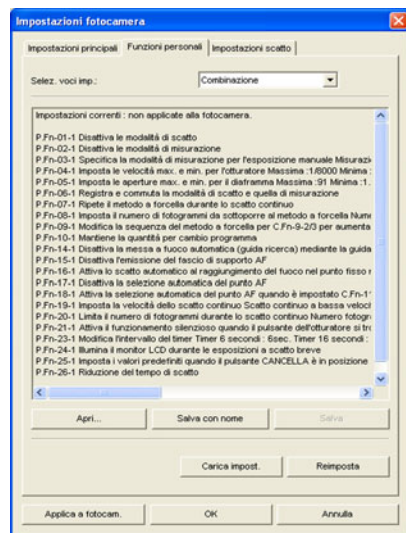 Impostazioni fotocamera
Impostazioni principali Funzioni personali Impostazioni scatto
Selez. voci imp.: Combinazione
Impostazioni correnti : non applicate alla fotocamera.
P.Fn-01-1 Disattiva le modalitá di scatto
P.Fn-02-1 Disattiva le modalitá di misurazione
P.Fn-03-1 Specifica la modalitá di misurazione per l'esposizione manuale Misurazi
P.Fn-04-1 Imposta le velocitá max. e min. per l'otturatore Massima :1/8000 Minima :
P.Fn-05-1 Imposta le aperture max. e min. per il diaframma Massima :91 Minima :1.
P.Fn-06-1 Registra e commuta la modalitá di scatto e quella di misurazione
P.Fn-07-1 Ripete il metodo a forcella durante lo scatto continuo
P.Fn-08-1 Imposta il numero di fotogrammi da sottoporre al metodo a forcella Nume
P.Fn-09-1 Modifica la sequenza del metodo a forcella per C.Fn-9-2/3 per aumenta
P.Fn-10-1 Mantiene la quantitá per cambio programma
P.Fn-14-1 Disattiva la messa a fuoco automatica (guida ricerca) mediante la guida
P.Fn-15-1 Disattiva l'emissione del fascio di supporto AF
P.Fn-16-1 Attiva lo scatto automatico al raggiungimento del fuoco nel punto fisso r
P.Fn-17-1 Disattiva la selezione automatica del punto AF
P.Fn-18-1 Attiva la selezione automatica del punto AF quando è impostato C.Fn-1
P.Fn-19-1 Imposta la velocitá dello scatto continuo Scatto continuo a bassa veloci
P.Fn-20-1 Limita il numero di fotogrammi durante lo scatto continuo Numero fotogr
P.Fn-21-1 Attiva il funzionamento silenzioso quando il pulsante dell'otturatore si tro
P.Fn-23-1 Modifica l'intervallo del timer Timer 6 secondi : 6sec. Timer 16 secondi :
P.Fn-24-1 Illumina il monitor LCD durante le esposizioni a scatto breve
P.Fn-25-1 Imposta i valori predefiniti quando il pulsante CANCELLA è in posizione
P.Fn-26-1 Riduzione del tempo di scatto
Apri... Salva con nome Salva
Carica impost. Reimposta
Applica a fotocam. OK Annulla